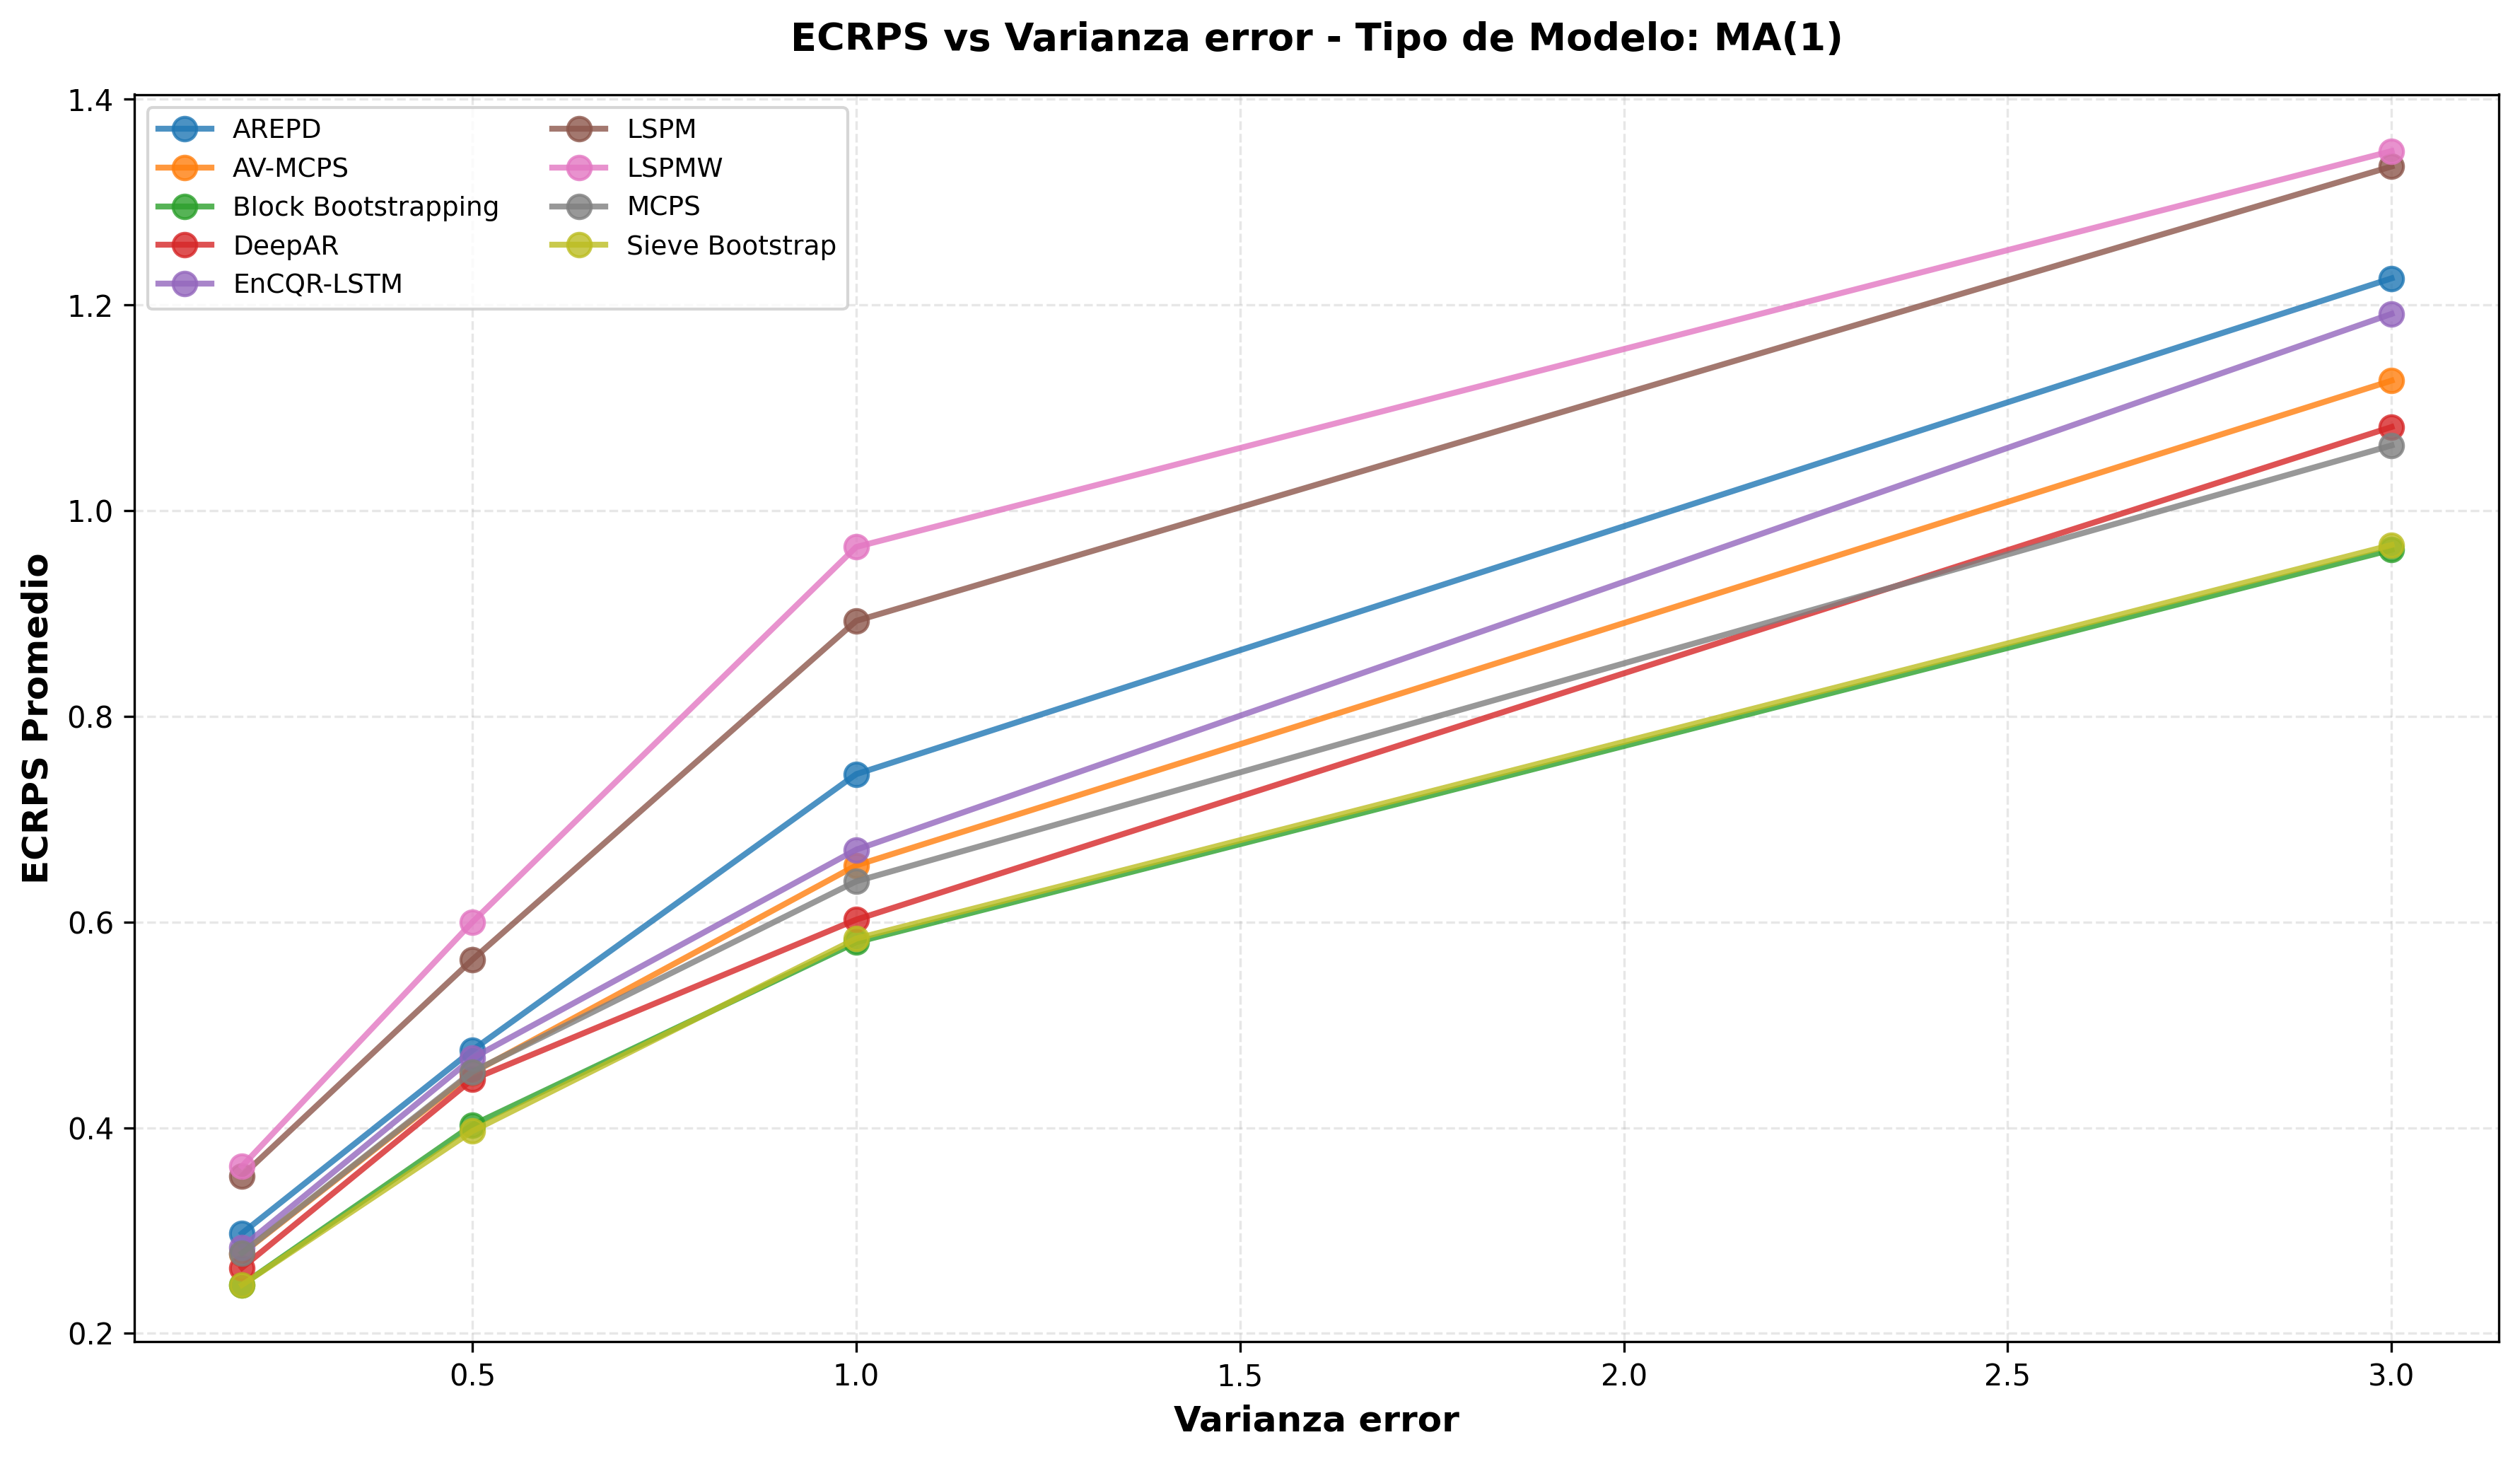 ECRPS vs Varianza error - Tipo de Modelo: MA(1)
1.4
1.2
1.0
0.8
0.6
0.4
0.2
ECRPS Promedio
AREPD
AV-MCPS
Block Bootstrapping
DeepAR
EnCQR-LSTM
LSPM
LSPMW
MCPS
Sieve Bootstrap
0.5 1.0 1.5 2.0 2.5 3.0
Varianza error